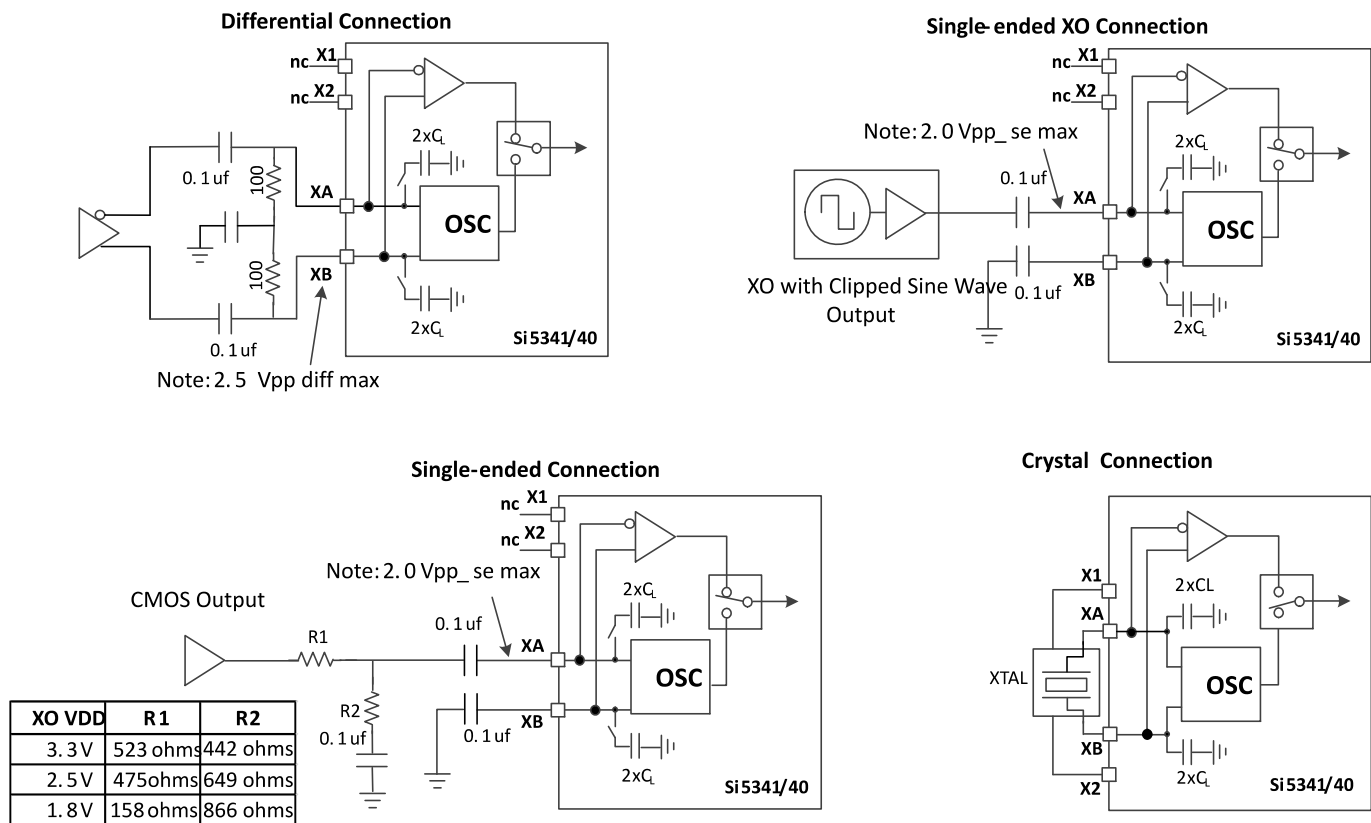 Differential Connection
nc X1
nc X2
2xCL
0.1uf
100
XA
OSC
100
XB
2xCL
0.1uf
Si5341/40
Note: 2.5 Vpp diff max
Single-ended XO Connection
nc X1
nc X2
Note: 2.0 Vpp_se max
2xCL
0.1uf
XA
OSC
XB
XO with Clipped Sine Wave
Output
0.1uf
2xCL
Si5341/40
Single-ended Connection
nc X1
nc X2
Note: 2.0 Vpp_se max
2xCL
CMOS Output
0.1uf
R1
XA
OSC
R2
XB
0.1uf
0.1uf
2xCL
Si5341/40
XO VDD R1 R2
3.3V 523 ohms 442 ohms
2.5V 475ohms 649 ohms
1.8V 158 ohms 866 ohms
Crystal Connection
X1
2xCL
XA
XTAL
OSC
XB
X2
2xCL
Si5341/40